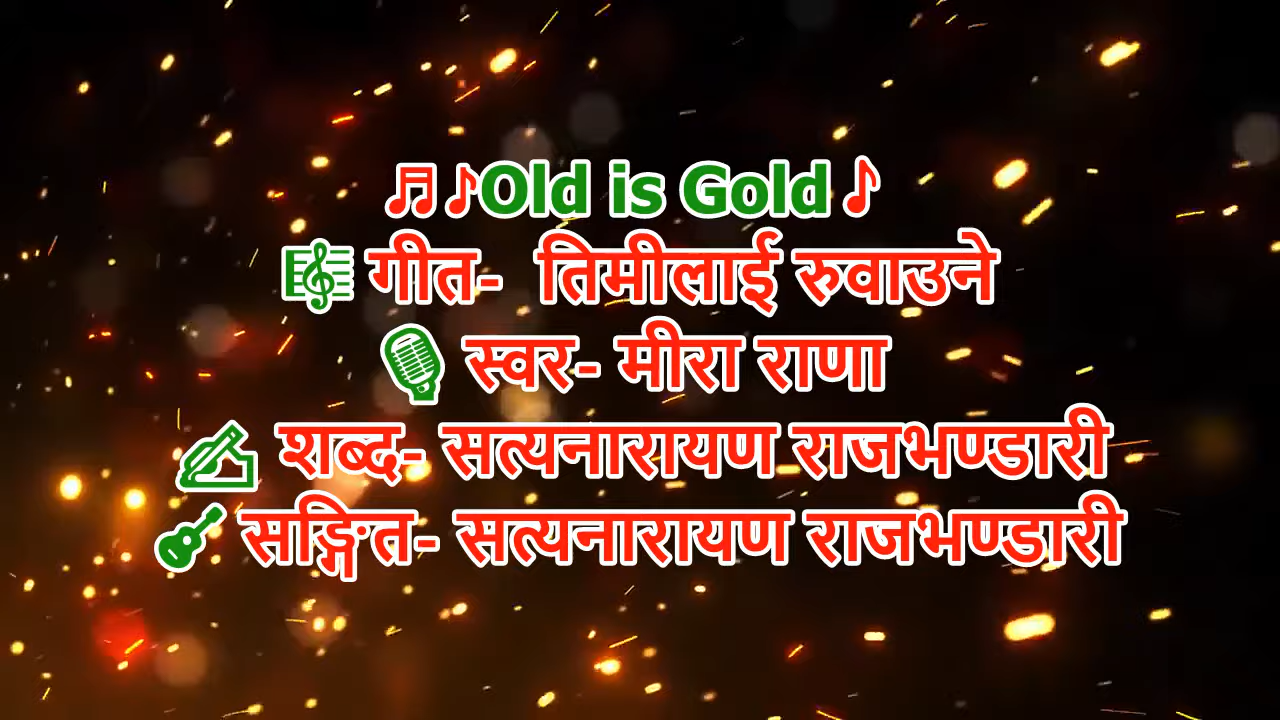 🎵🎵Old is Gold 🎵
🎼 गीत-  तिमीलाई रुवाउने
🎙 स्वर- मीरा राणा
✍ शब्द- सत्यनारायण राजभण्डारी
🎸 सङ्गित- सत्यनारायण राजभण्डारी